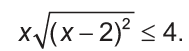 x√(x − 2)² ≤ 4.